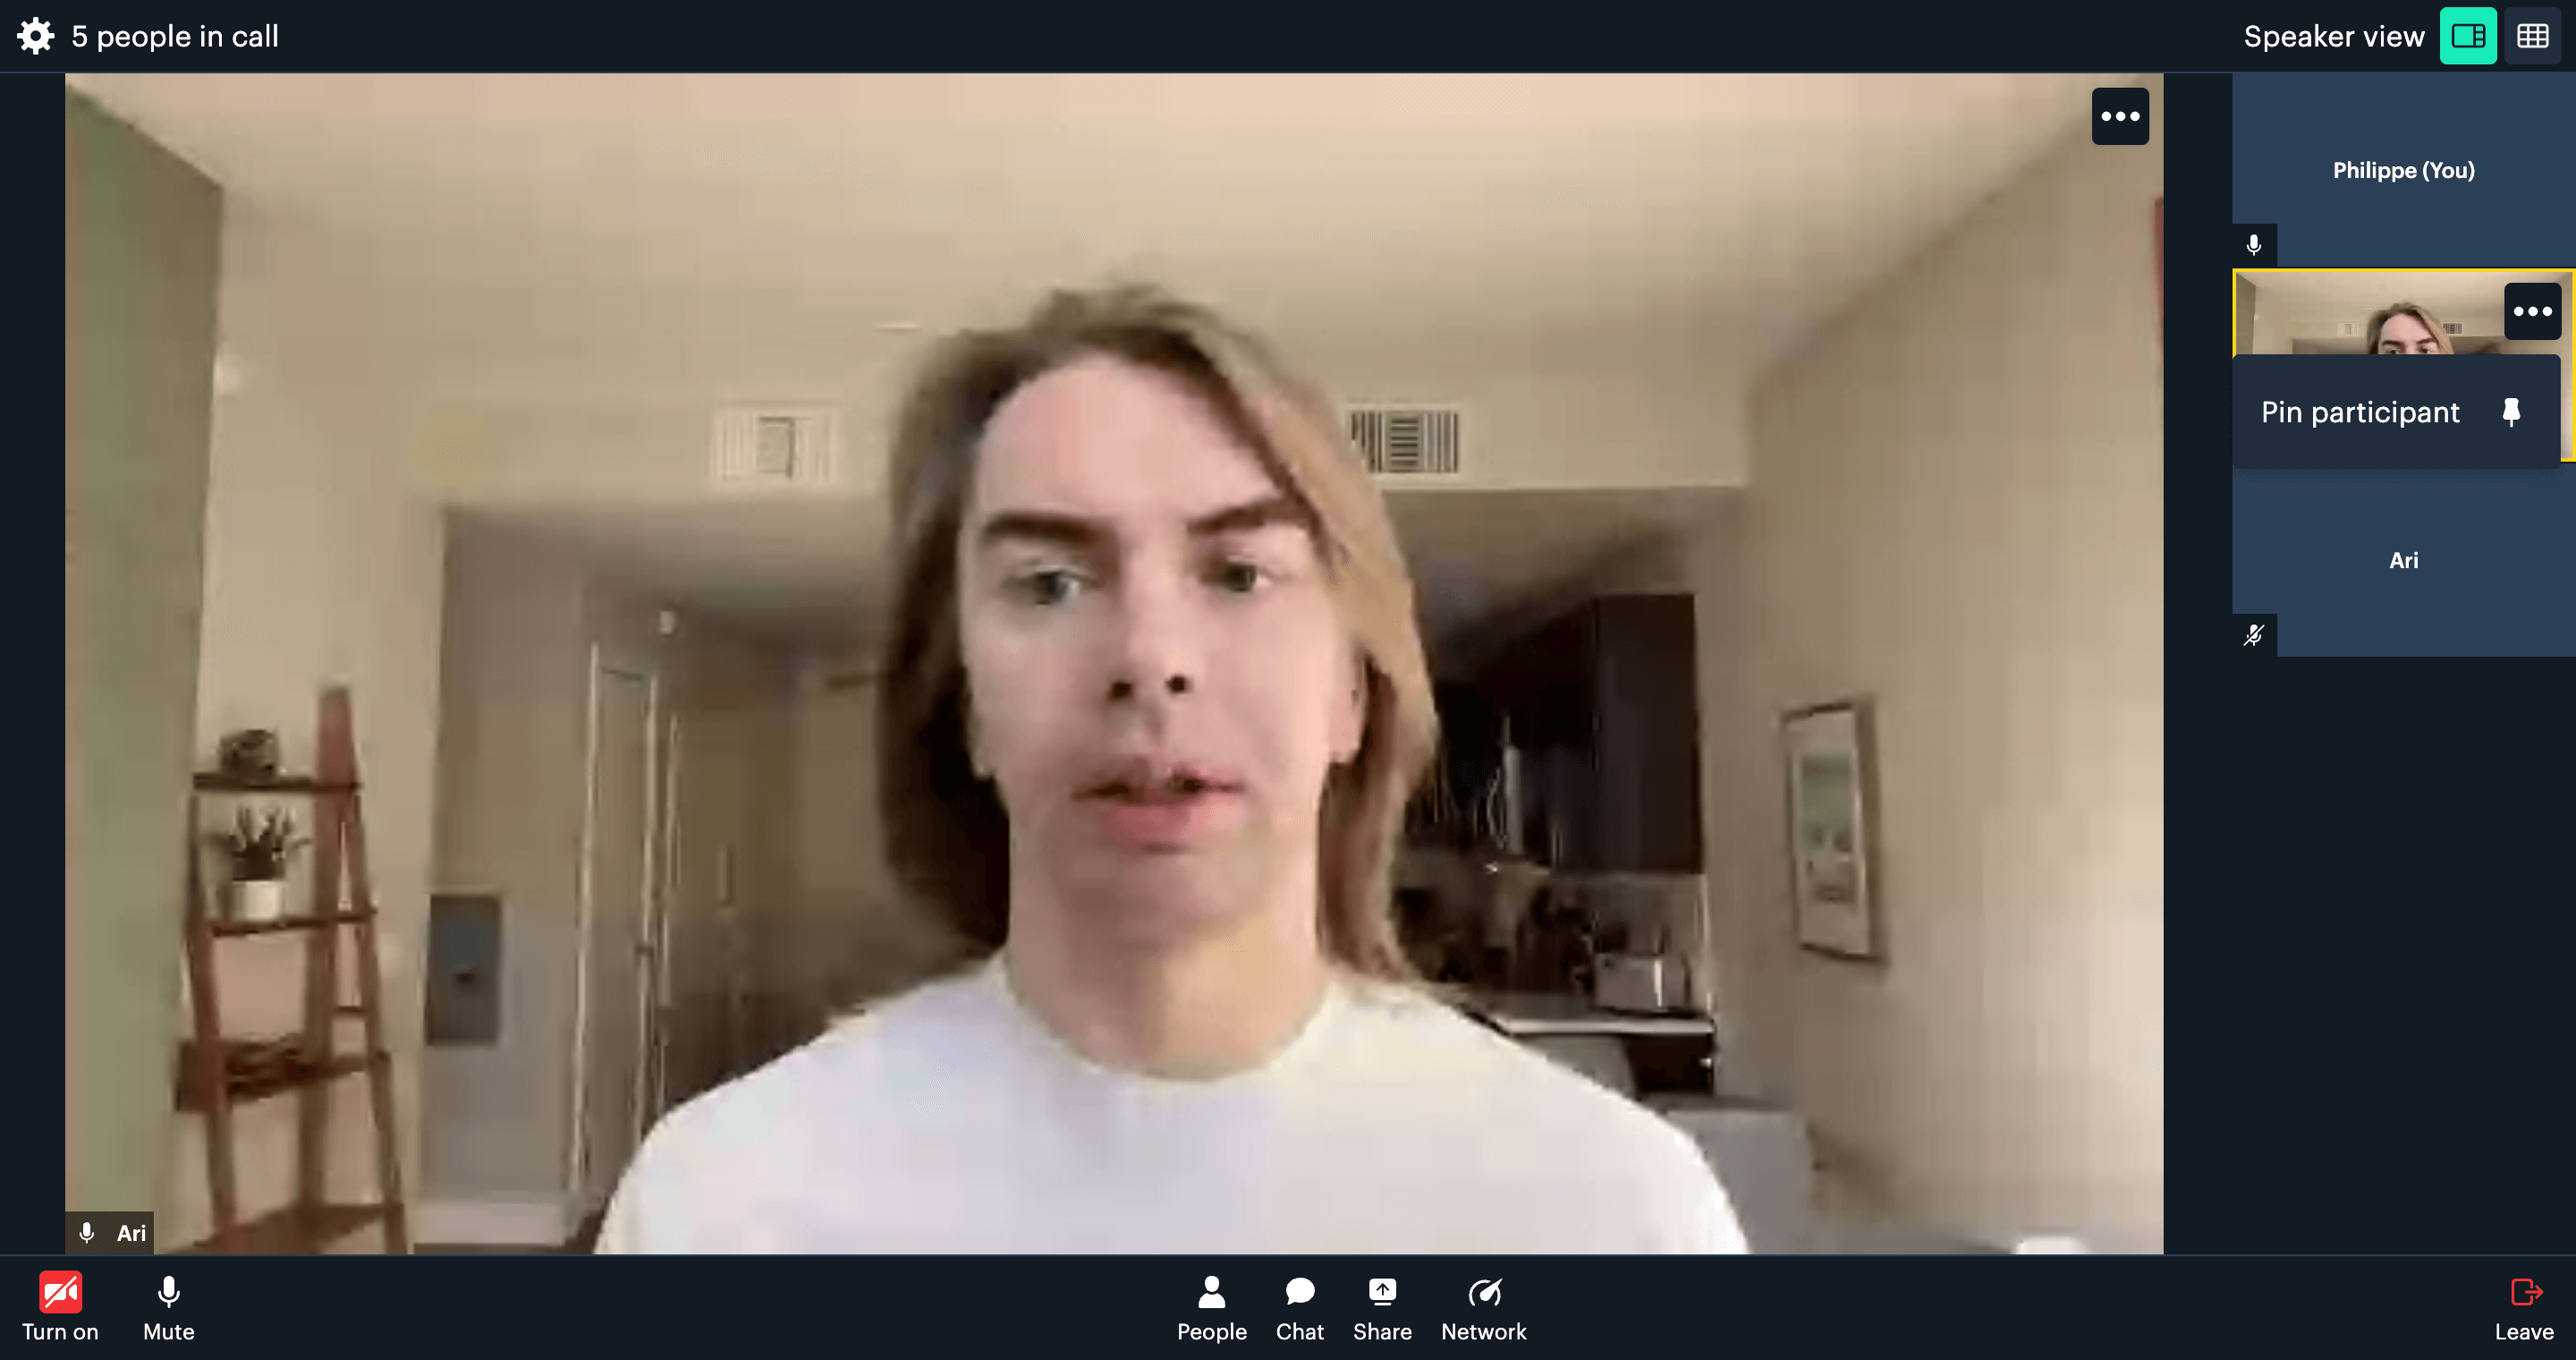 5 people in call
Speaker view
Philippe (You)
Pin participant
Ari
Ari
Turn on
Mute
People
Chat
Share
Network
Leave